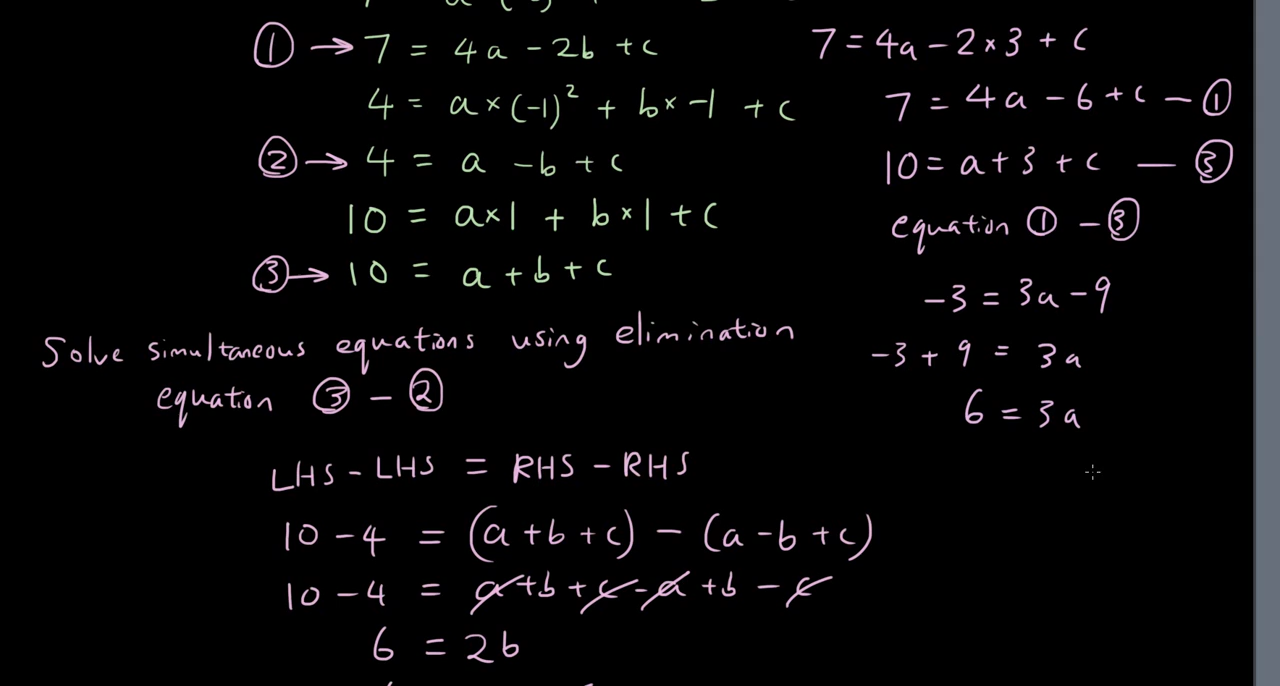 ① → 7 = 4a - 2b + c
4 = a × (-1)² + b × -1 + c
② → 4 = a - b + c
10 = a×1 + b×1 + c
③ → 10 = a + b + c
Solve simultaneous equations using elimination
equation ③ - ②
LHS - LHS = RHS - RHS
10 - 4 = (a + b + c) - (a - b + c)
10 - 4 = a + b + c - a + b - c
6 = 2b
7 = 4a - 2×3 + c
7 = 4a - 6 + c - ①
10 = a + 3 + c — ③
equation ① - ③
-3 = 3a - 9
-3 + 9 = 3a
6 = 3a